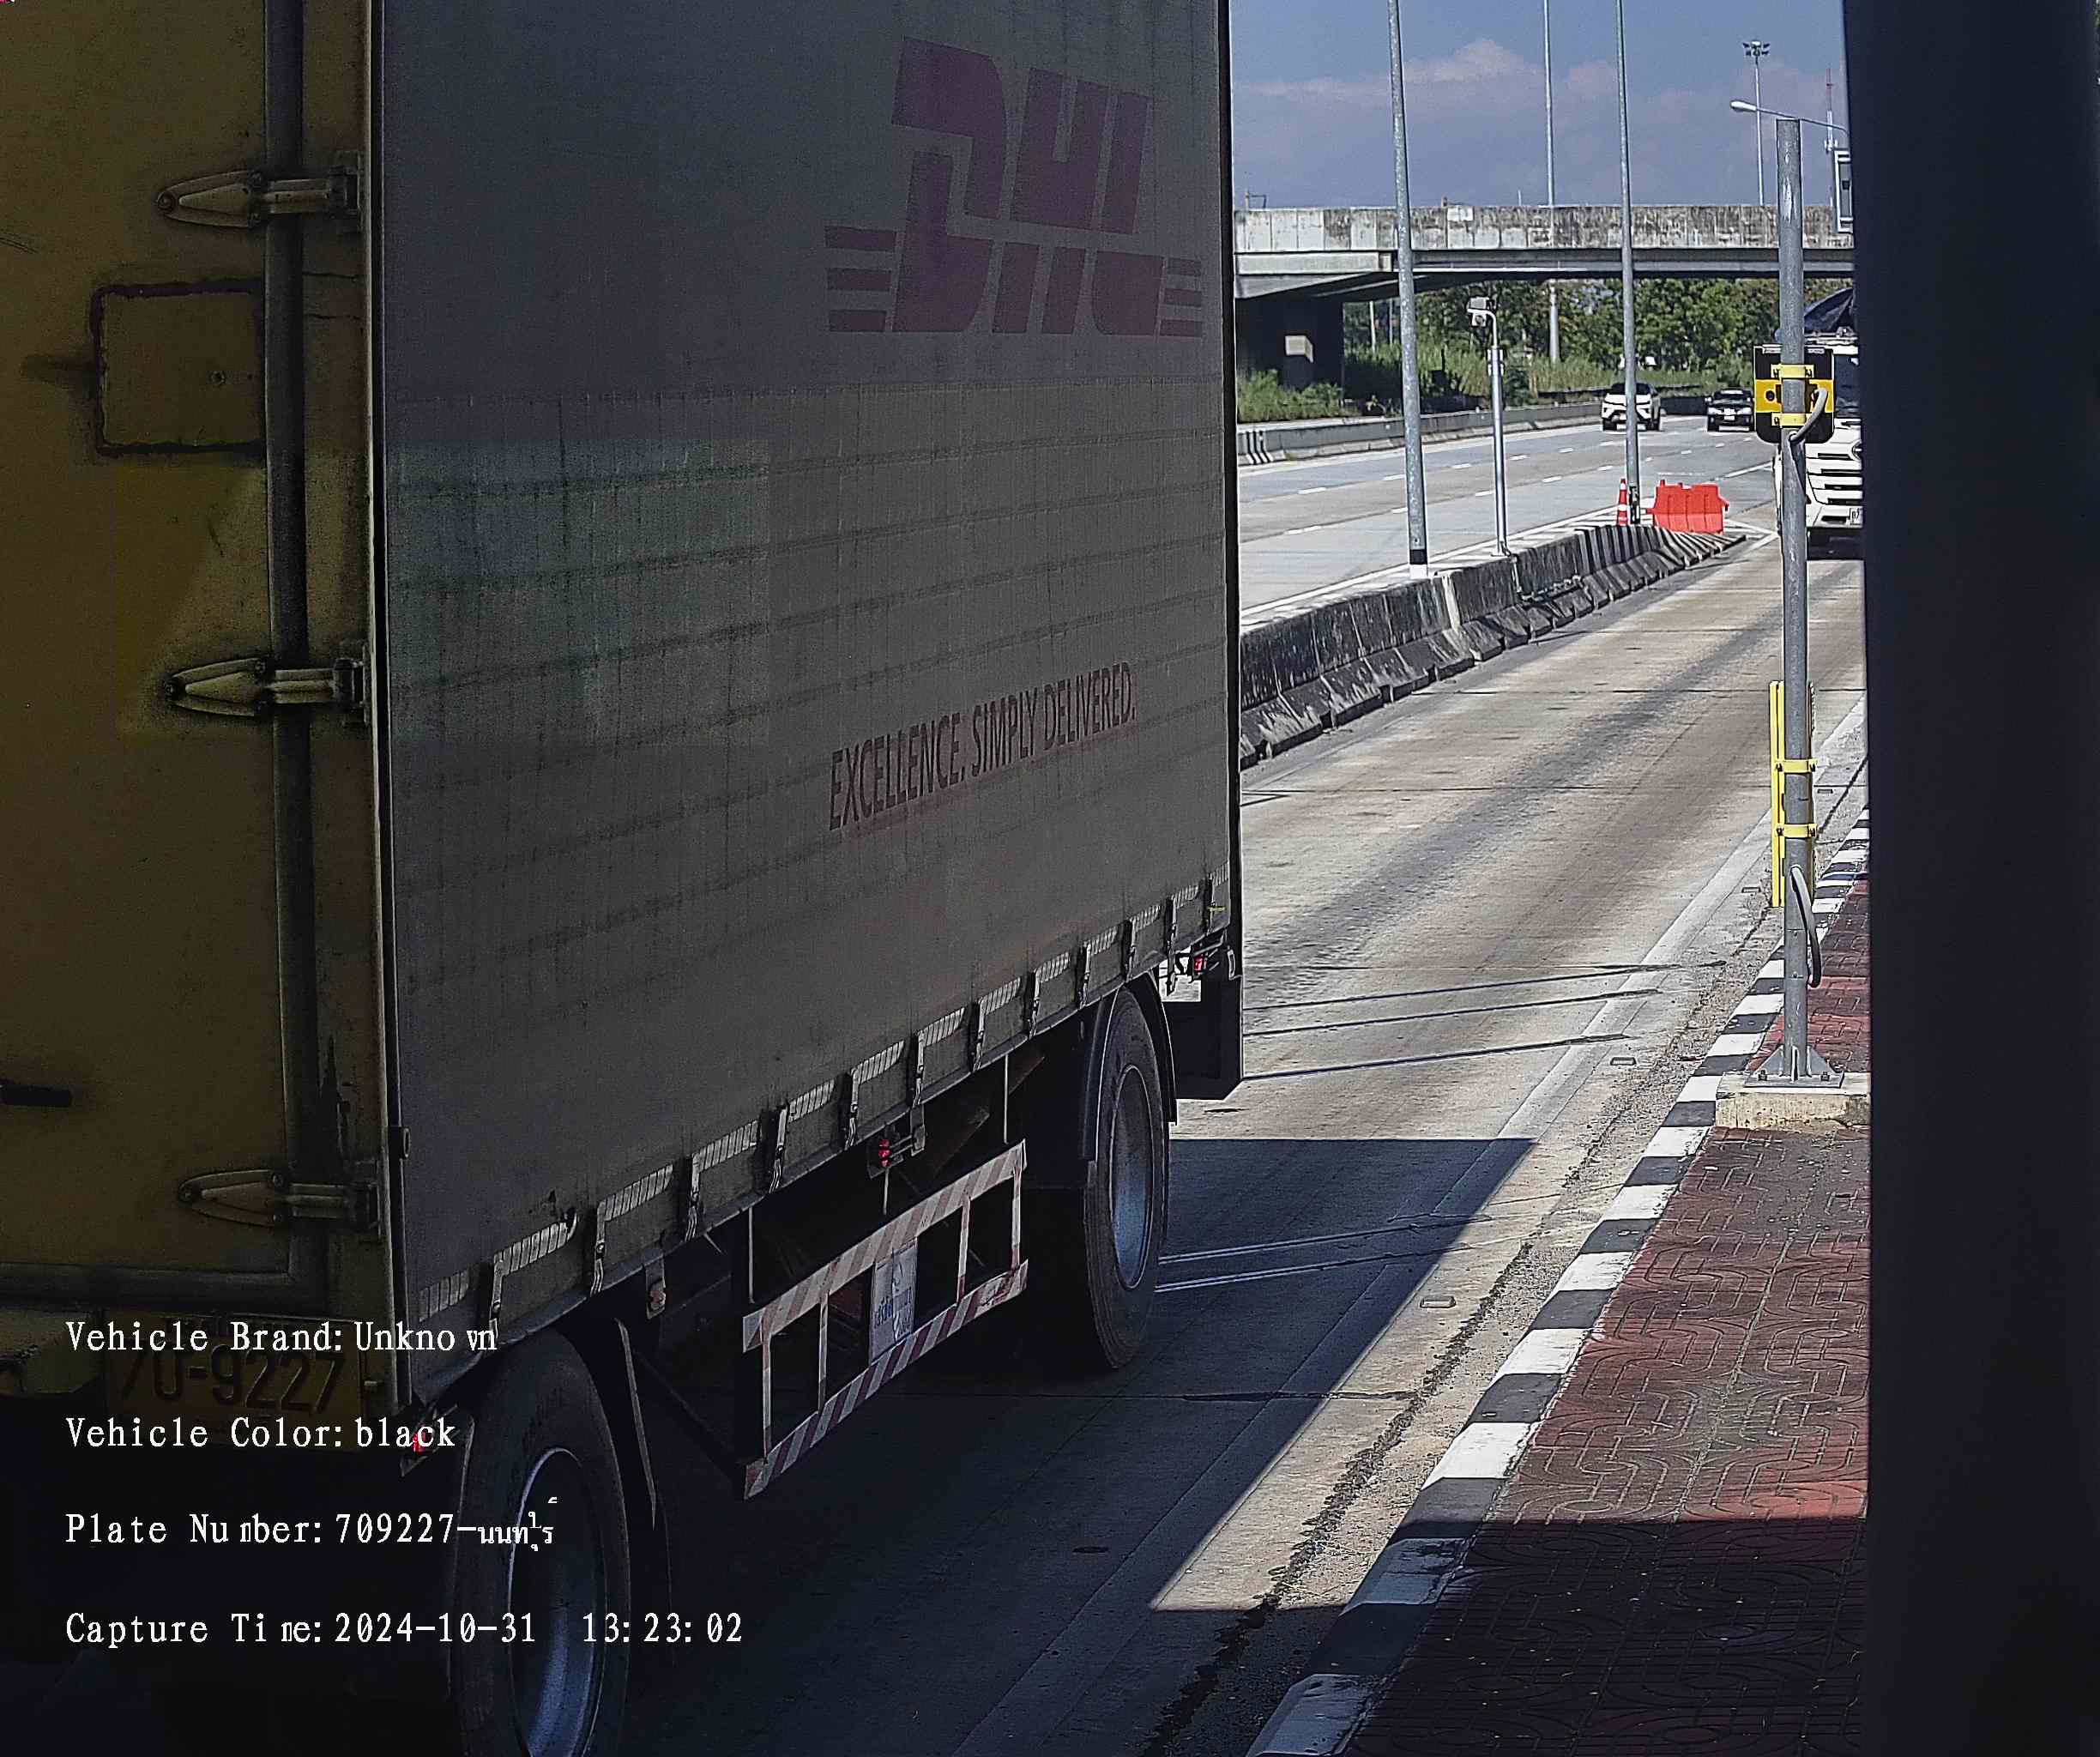 DHL
DHL
EXCELLENCE. SIMPLY DELIVERED.
Vehicle Brand:Unknown
70-9227
Vehicle Color:black
Plate Number:709227-นนทบุรี
Capture Time:2024-10-31 13:23:02